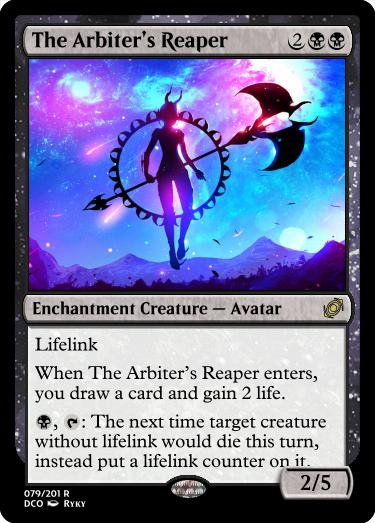 The Arbiter's Reaper 2
Enchantment Creature — Avatar
Lifelink
When The Arbiter's Reaper enters,
you draw a card and gain 2 life.
, : The next time target creature
without lifelink would die this turn,
instead put a lifelink counter on it.
2/5
079/201 R
DCO Ryky